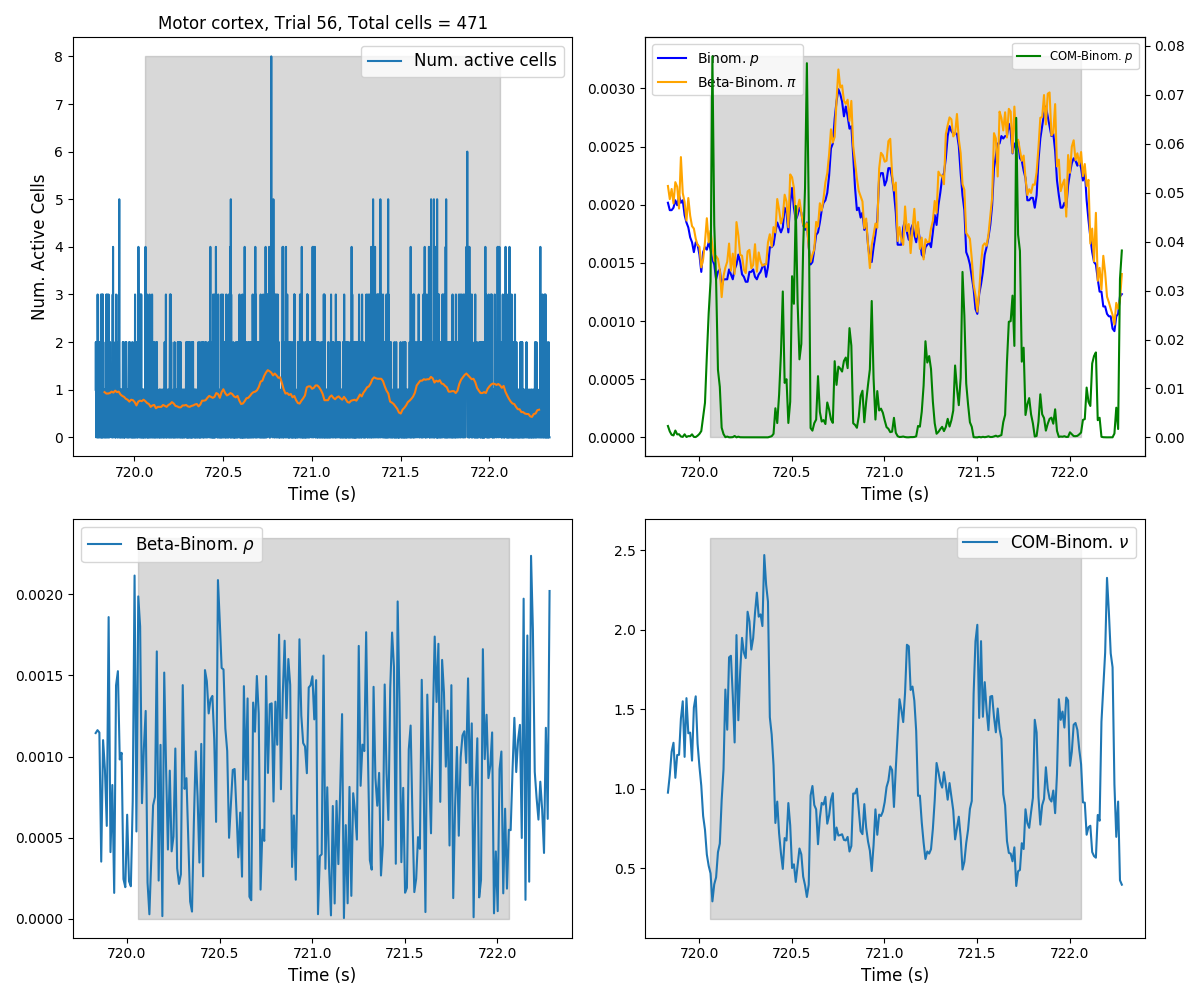 Motor cortex, Trial 56, Total cells = 471
Num. active cells
Num. Active Cells
8
7
6
5
4
3
2
1
0
720.0 720.5 721.0 721.5 722.0
Time (s)
Binom. p
Beta-Binom. π
COM-Binom. p
0.0030
0.0025
0.0020
0.0015
0.0010
0.0005
0.0000
0.08
0.07
0.06
0.05
0.04
0.03
0.02
0.01
0.00
720.0 720.5 721.0 721.5 722.0
Time (s)
Beta-Binom. ρ
0.0020
0.0015
0.0010
0.0005
0.0000
720.0 720.5 721.0 721.5 722.0
Time (s)
COM-Binom. ν
2.5
2.0
1.5
1.0
0.5
720.0 720.5 721.0 721.5 722.0
Time (s)